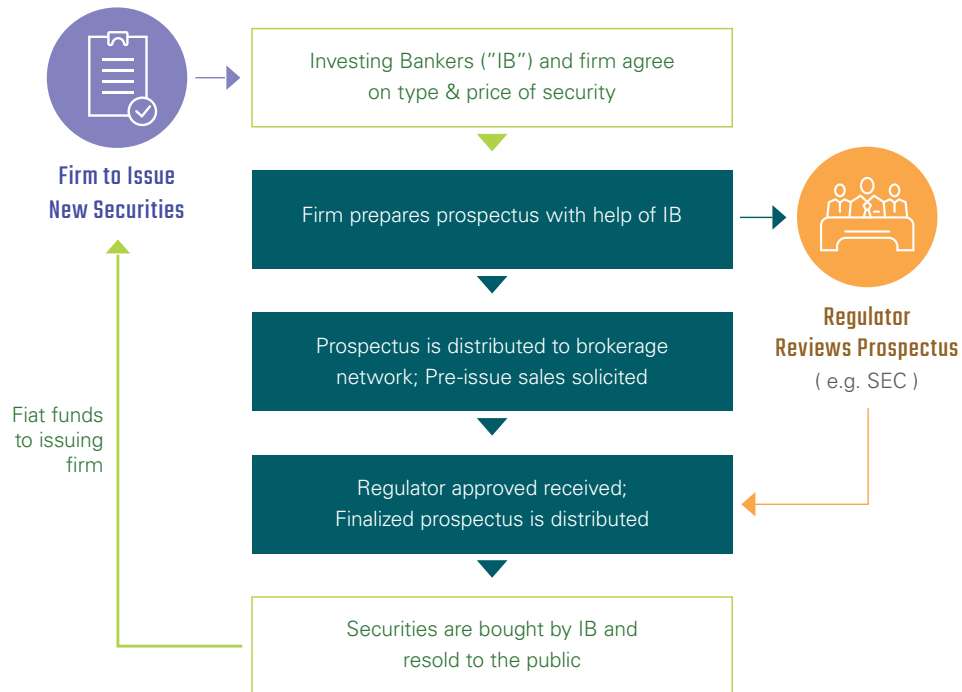 Investing Bankers (”IB”) and firm agree
on type & price of security
Firm to Issue
New Securities
Firm prepares prospectus with help of IB
Regulator
Reviews Prospectus
( e.g. SEC )
Prospectus is distributed to brokerage
network; Pre-issue sales solicited
Fiat funds
to issuing
firm
Regulator approved received;
Finalized prospectus is distributed
Securities are bought by IB and
resold to the public